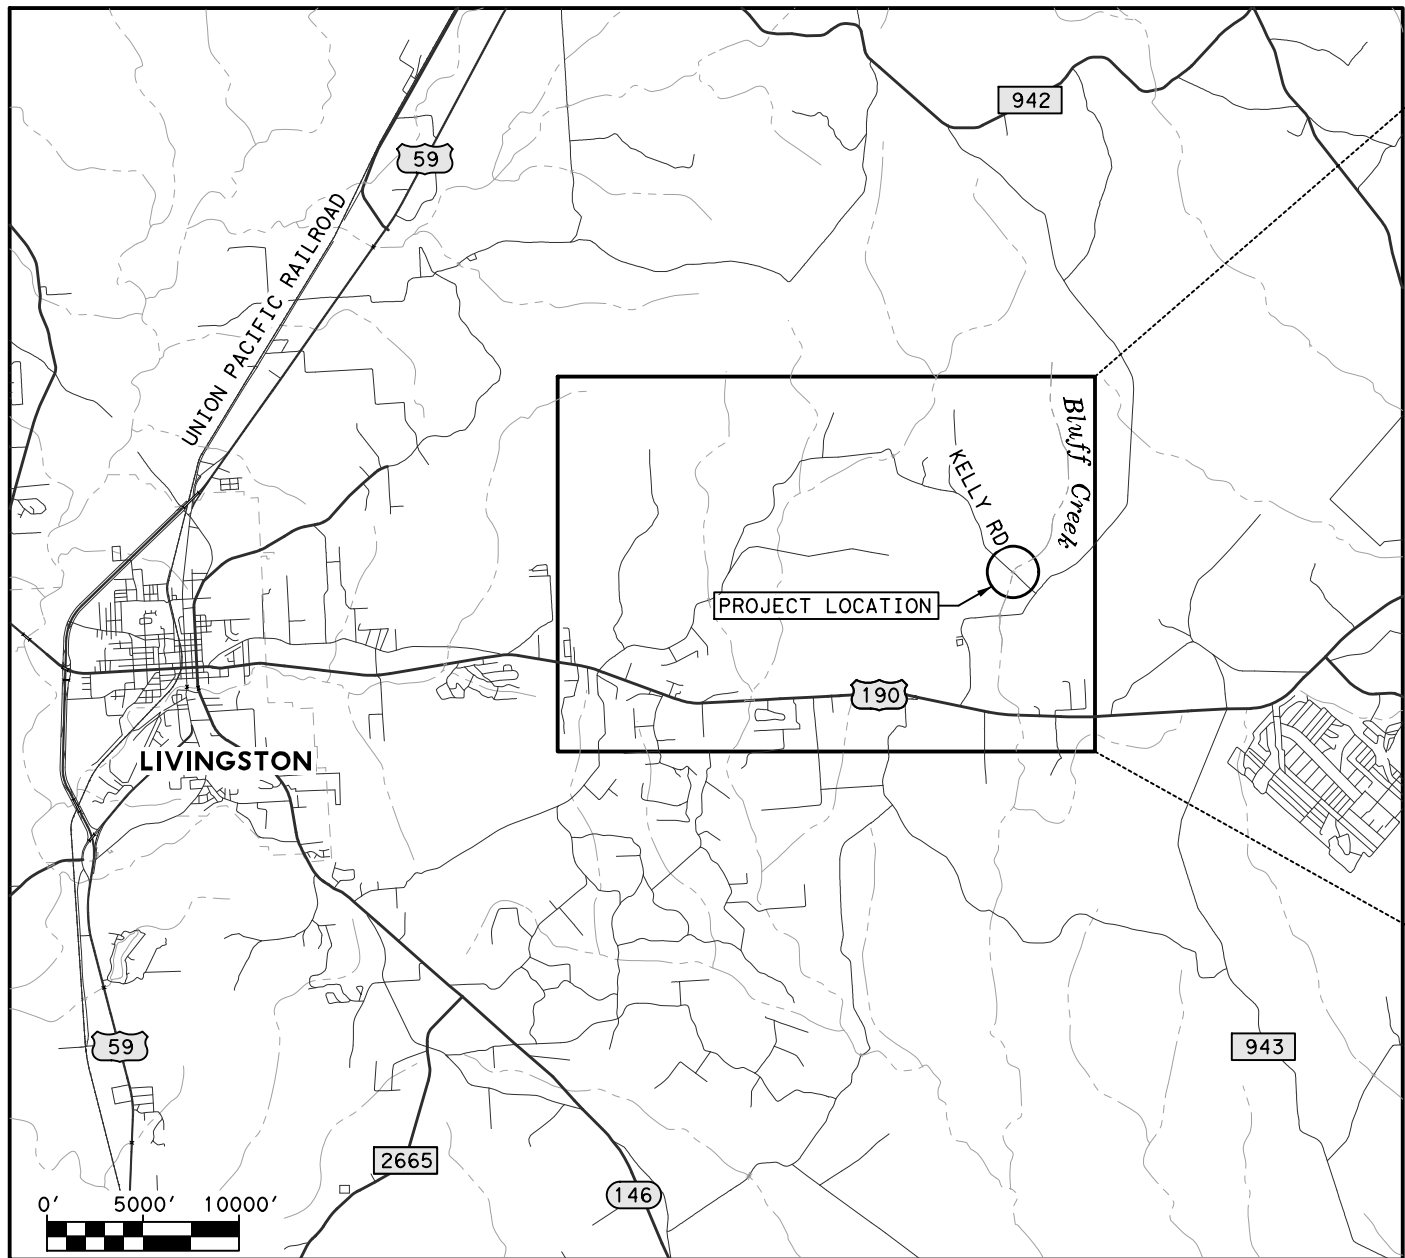 942
59
UNION PACIFIC RAILROAD
Bluff Creek
KELLY RD
PROJECT LOCATION
190
LIVINGSTON
59
943
2665
146
0' 5000' 10000'